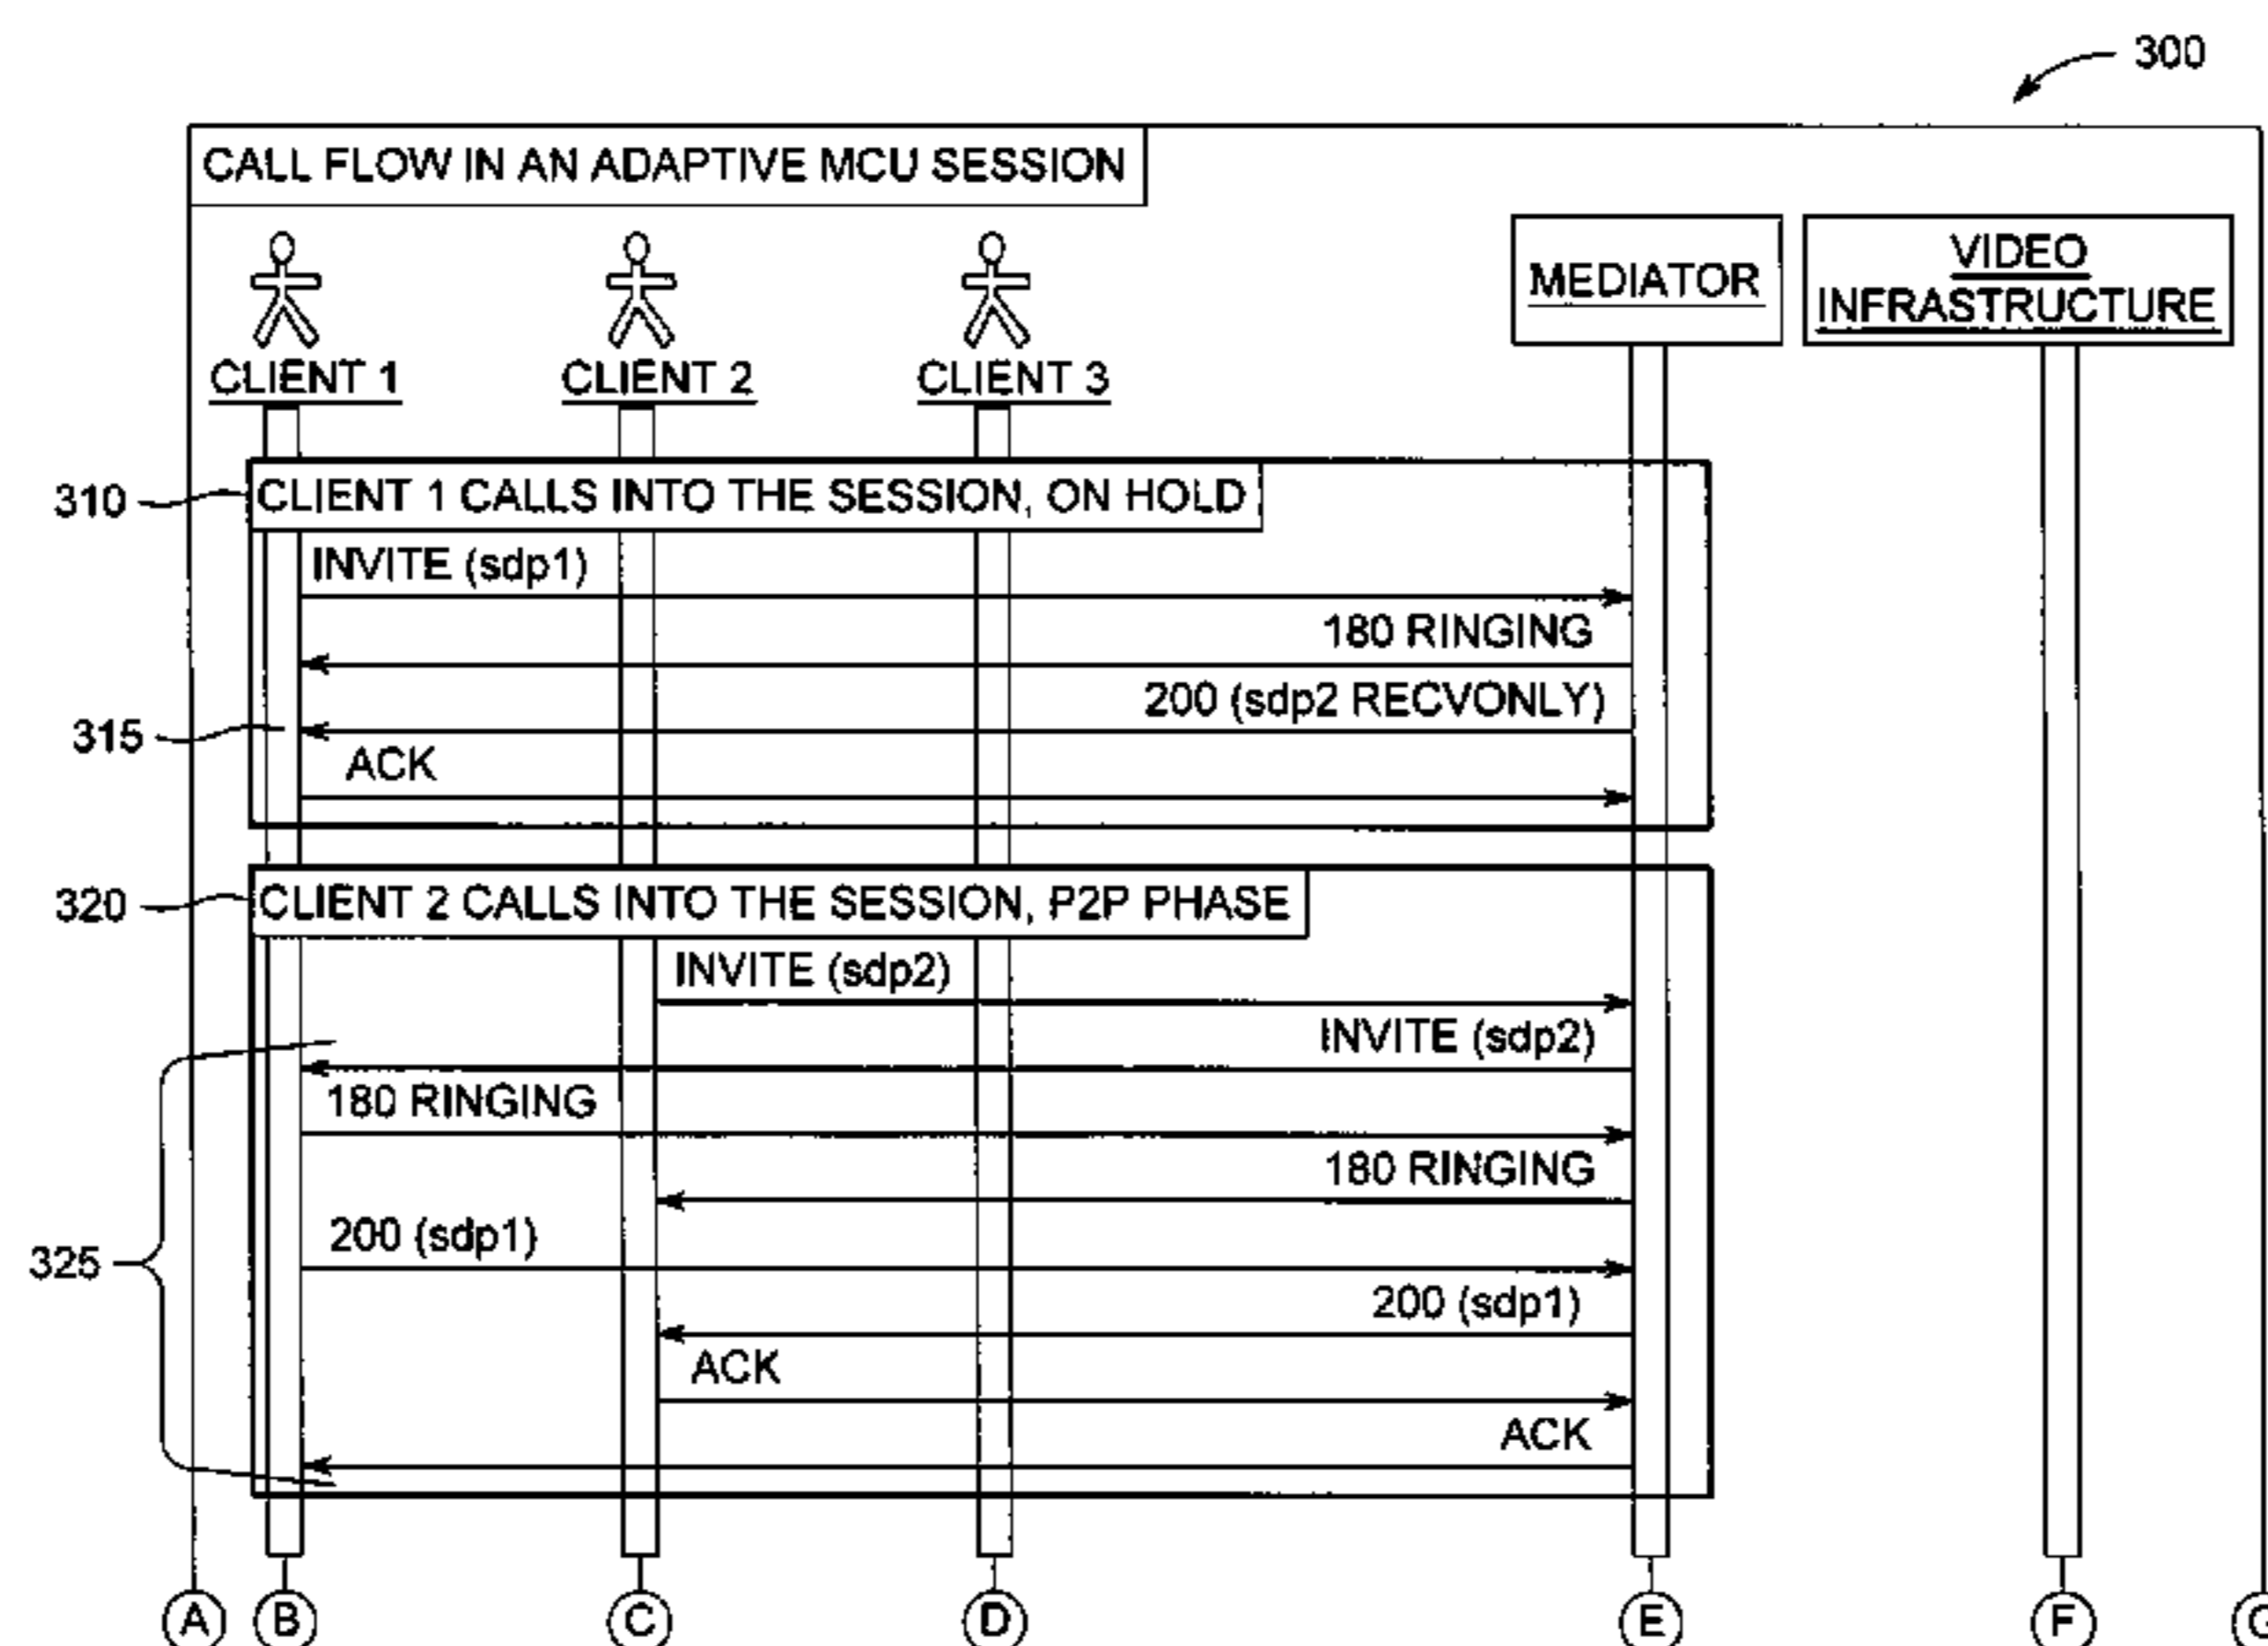 300
CALL FLOW IN AN ADAPTIVE MCU SESSION
CLIENT 1
CLIENT 2
CLIENT 3
MEDIATOR
VIDEO
INFRASTRUCTURE
310
CLIENT 1 CALLS INTO THE SESSION, ON HOLD
INVITE (sdp1)
180 RINGING
200 (sdp2 RECVONLY)
315
ACK
320
CLIENT 2 CALLS INTO THE SESSION, P2P PHASE
INVITE (sdp2)
INVITE (sdp2)
180 RINGING
180 RINGING
325
200 (sdp1)
200 (sdp1)
ACK
ACK
A
B
C
D
E
F
G